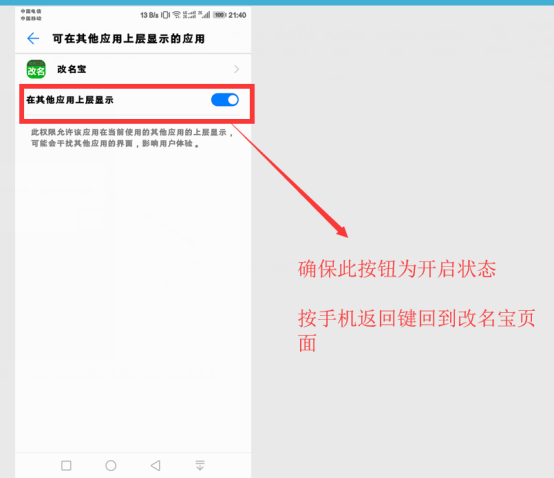 中国电信
中国移动
13 B/s 100 21:40
可在其他应用上层显示的应用
改名
改名宝
在其他应用上层显示
此权限允许该应用在当前使用的其他应用的上层显示，
可能会干扰其他应用的界面，影响用户体验。
确保此按钮为开启状态
按手机返回键回到改名宝页
面